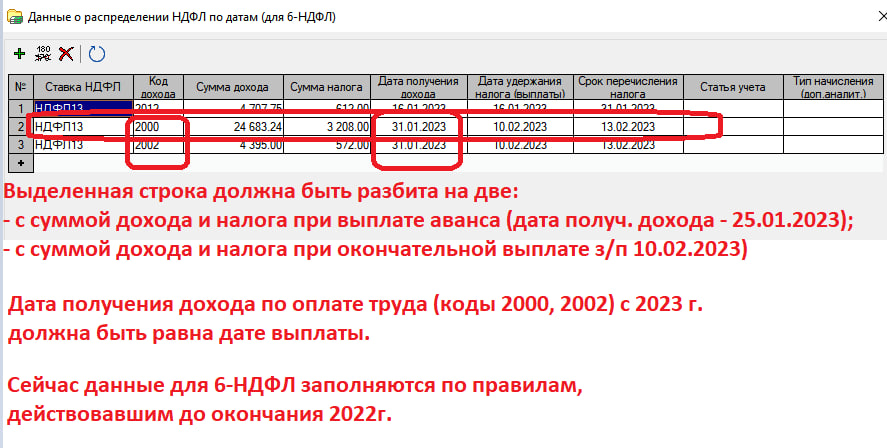 Данные о распределении НДФЛ по датам (для 6-НДФЛ)
№ Ставка НДФЛ Код дохода Сумма дохода Сумма налога Дата получения дохода Дата удержания налога (выплаты) Срок перечисления налога Статья учета Тип начисления (доп.аналит.)
1 НДФЛ13 2012 4 707.75 612.00 16.01.2023 16.01.2023 31.01.2023
2 НДФЛ13 2000 24 683.24 3 208.00 31.01.2023 10.02.2023 13.02.2023
3 НДФЛ13 2002 4 395.00 572.00 31.01.2023 10.02.2023 13.02.2023
Выделенная строка должна быть разбита на две:
- с суммой дохода и налога при выплате аванса (дата получ. дохода - 25.01.2023);
- с суммой дохода и налога при окончательной выплате з/п 10.02.2023)
Дата получения дохода по оплате труда (коды 2000, 2002) с 2023 г.
должна быть равна дате выплаты.
Сейчас данные для 6-НДФЛ заполняются по правилам,
действовавшим до окончания 2022г.